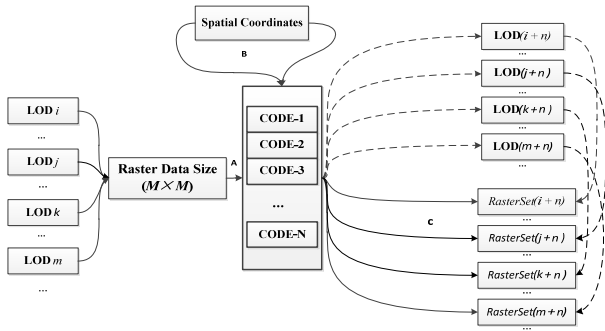 Spatial Coordinates
B
LOD i
...
LOD j
...
LOD k
...
LOD m
...
Raster Data Size
(M×M)
A
CODE-1
CODE-2
CODE-3
...
CODE-N
C
LOD(i + n)
...
LOD(j+n)
...
LOD(k+n)
...
LOD(m+n)
...
RasterSet(i + n)
...
RasterSet(j+n)
...
RasterSet(k+n)
...
RasterSet(m+n)
...